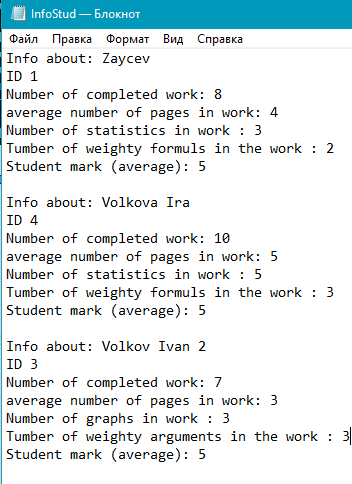 InfoStud — Блокнот
Файл Правка Формат Вид Справка
Info about: Zaycev
ID 1
Number of completed work: 8
average number of pages in work: 4
Number of statistics in work : 3
Tumber of weighty formuls in the work : 2
Student mark (average): 5
Info about: Volkova Ira
ID 4
Number of completed work: 10
average number of pages in work: 5
Number of statistics in work : 5
Tumber of weighty formuls in the work : 3
Student mark (average): 5
Info about: Volkov Ivan 2
ID 3
Number of completed work: 7
average number of pages in work: 3
Number of graphs in work : 3
Tumber of weighty arguments in the work : 3
Student mark (average): 5